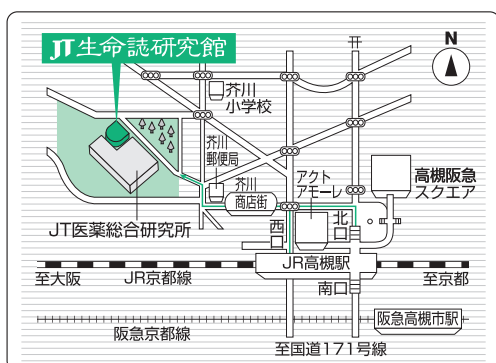 JT生命誌研究館
N
芥川
小学校
芥川
郵便局
芥川
商店街
アクト
アモーレ
高槻阪急
スクエア
JT医薬総合研究所
西
口
北
口
JR高槻駅
至大阪
JR京都線
至京都
南口
阪急京都線
阪急高槻市駅
至国道171号線